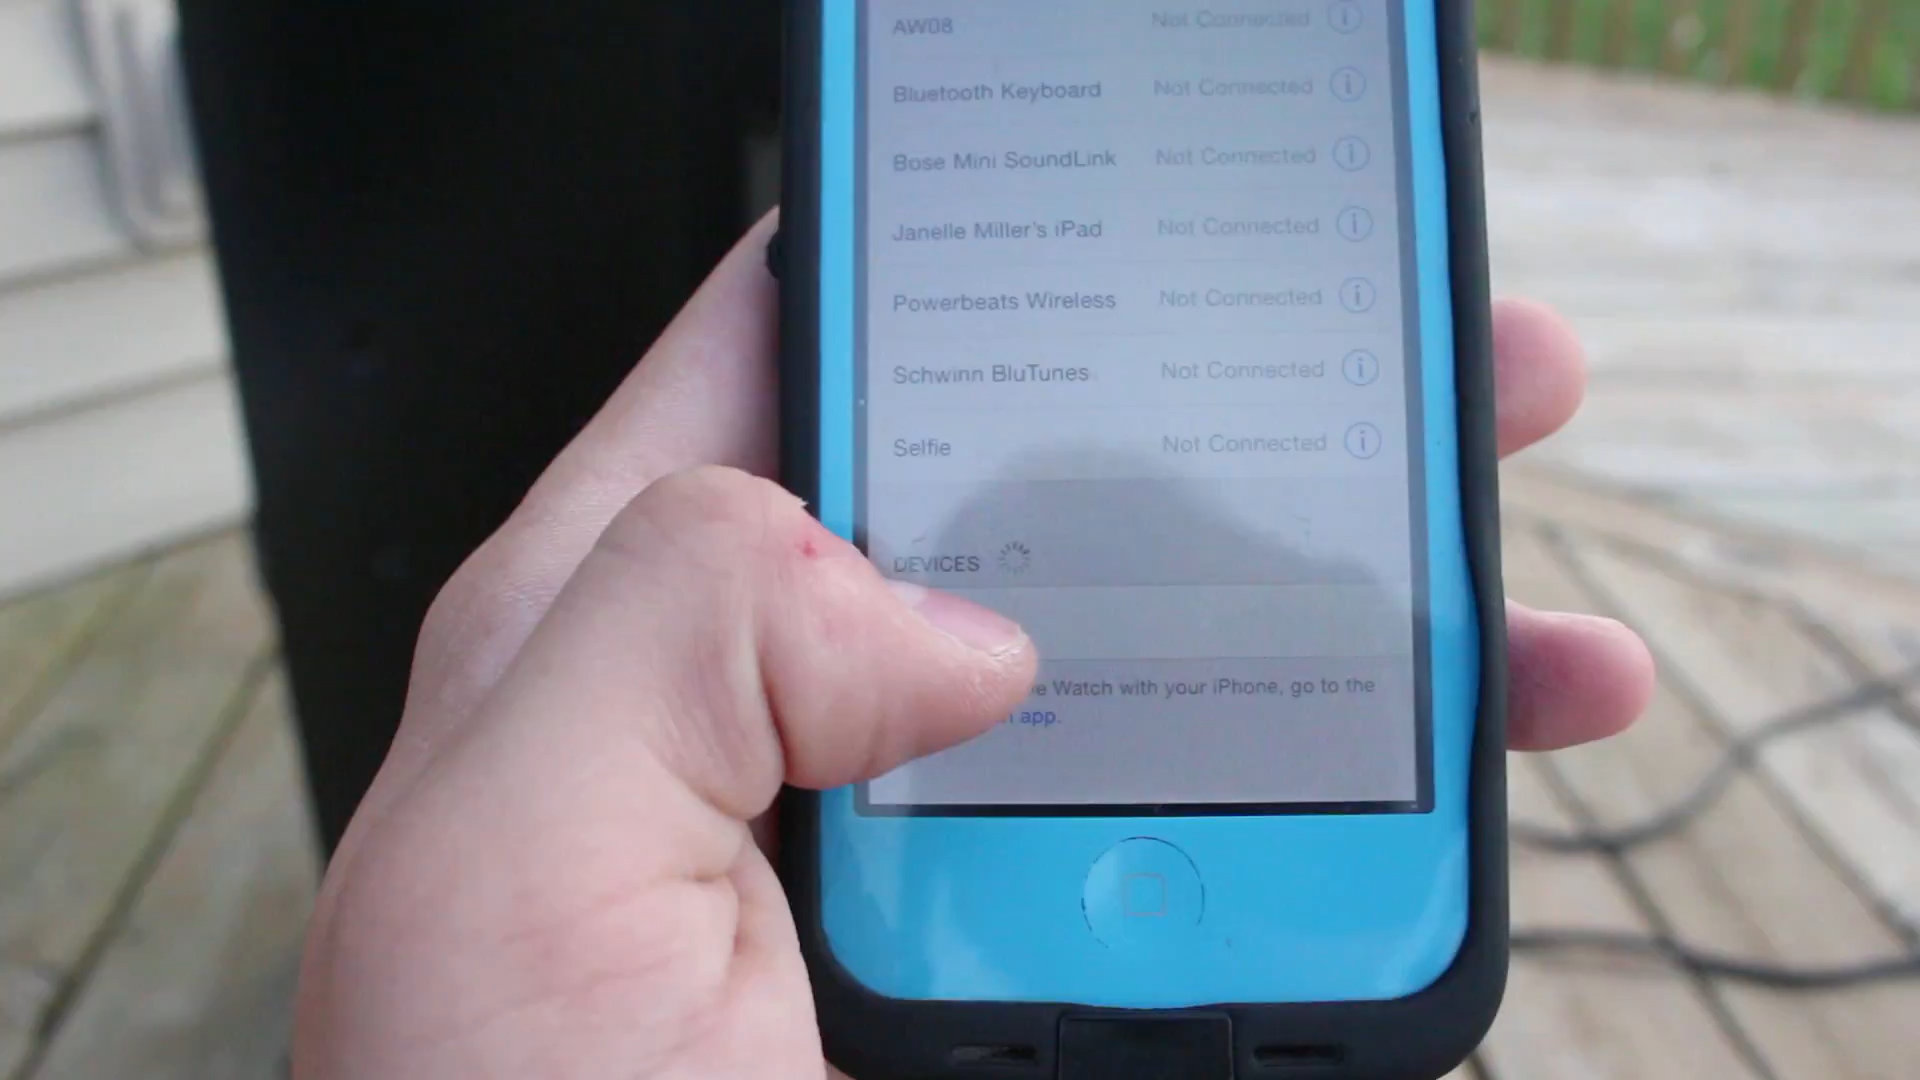 AW08 Not Connected
Bluetooth Keyboard Not Connected
Bose Mini SoundLink Not Connected
Janelle Miller's iPad Not Connected
Powerbeats Wireless Not Connected
Schwinn BluTunes Not Connected
Selfie Not Connected
DEVICES
Watch with your iPhone, go to the
app.